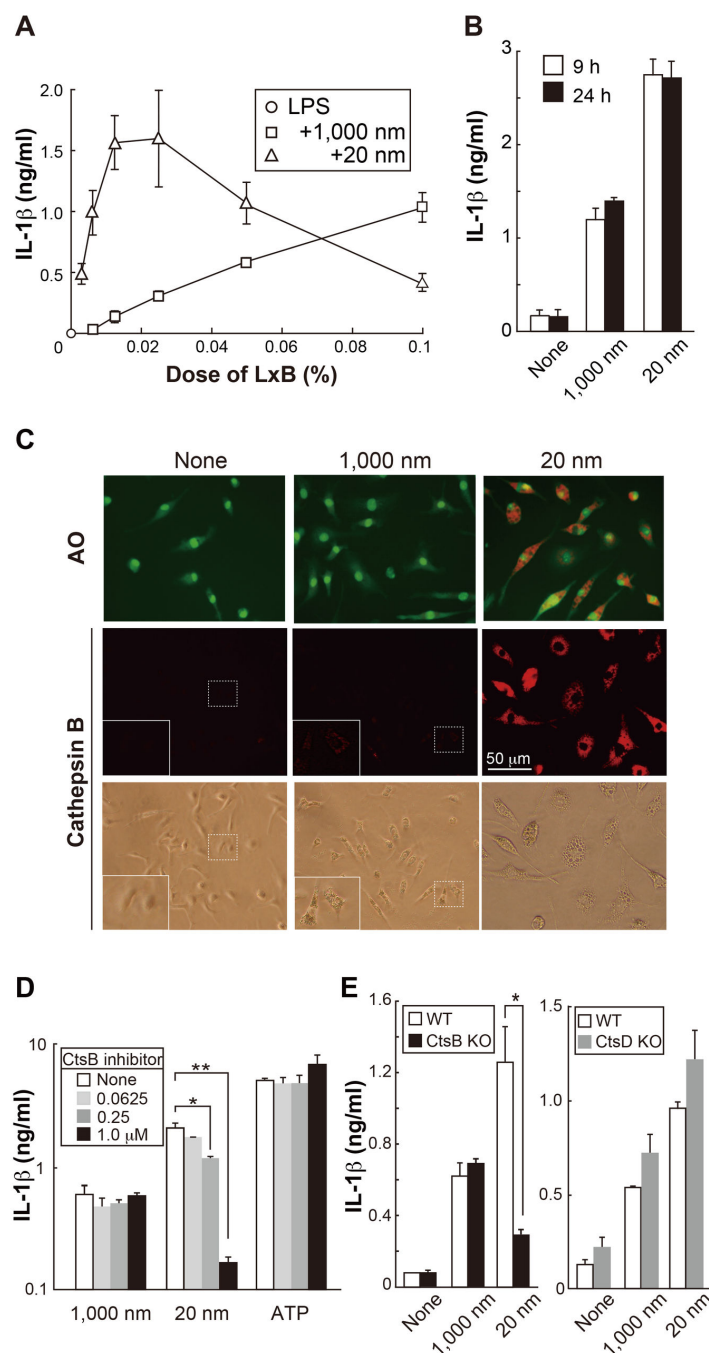 A
IL-1β (ng/ml)
2.0
1.5
1.0
0.5
0
0.02
0.04
0.06
0.08
0.1
Dose of LxB (%)
LPS
+1,000 nm
+20 nm
B
IL-1β (ng/ml)
3
2
1
0
9 h
24 h
None
1,000 nm
20 nm
C
None
1,000 nm
20 nm
AO
Cathepsin B
50 μm
D
IL-1β (ng/ml)
10
1
0.1
CtsB inhibitor
None
0.0625
0.25
1.0 μM
**
*
1,000 nm
20 nm
ATP
E
IL-1β (ng/ml)
1.6
1.2
0.8
0.4
0
WT
CtsB KO
*
None
1,000 nm
20 nm
1.5
1.0
0.5
0
WT
CtsD KO
None
1,000 nm
20 nm